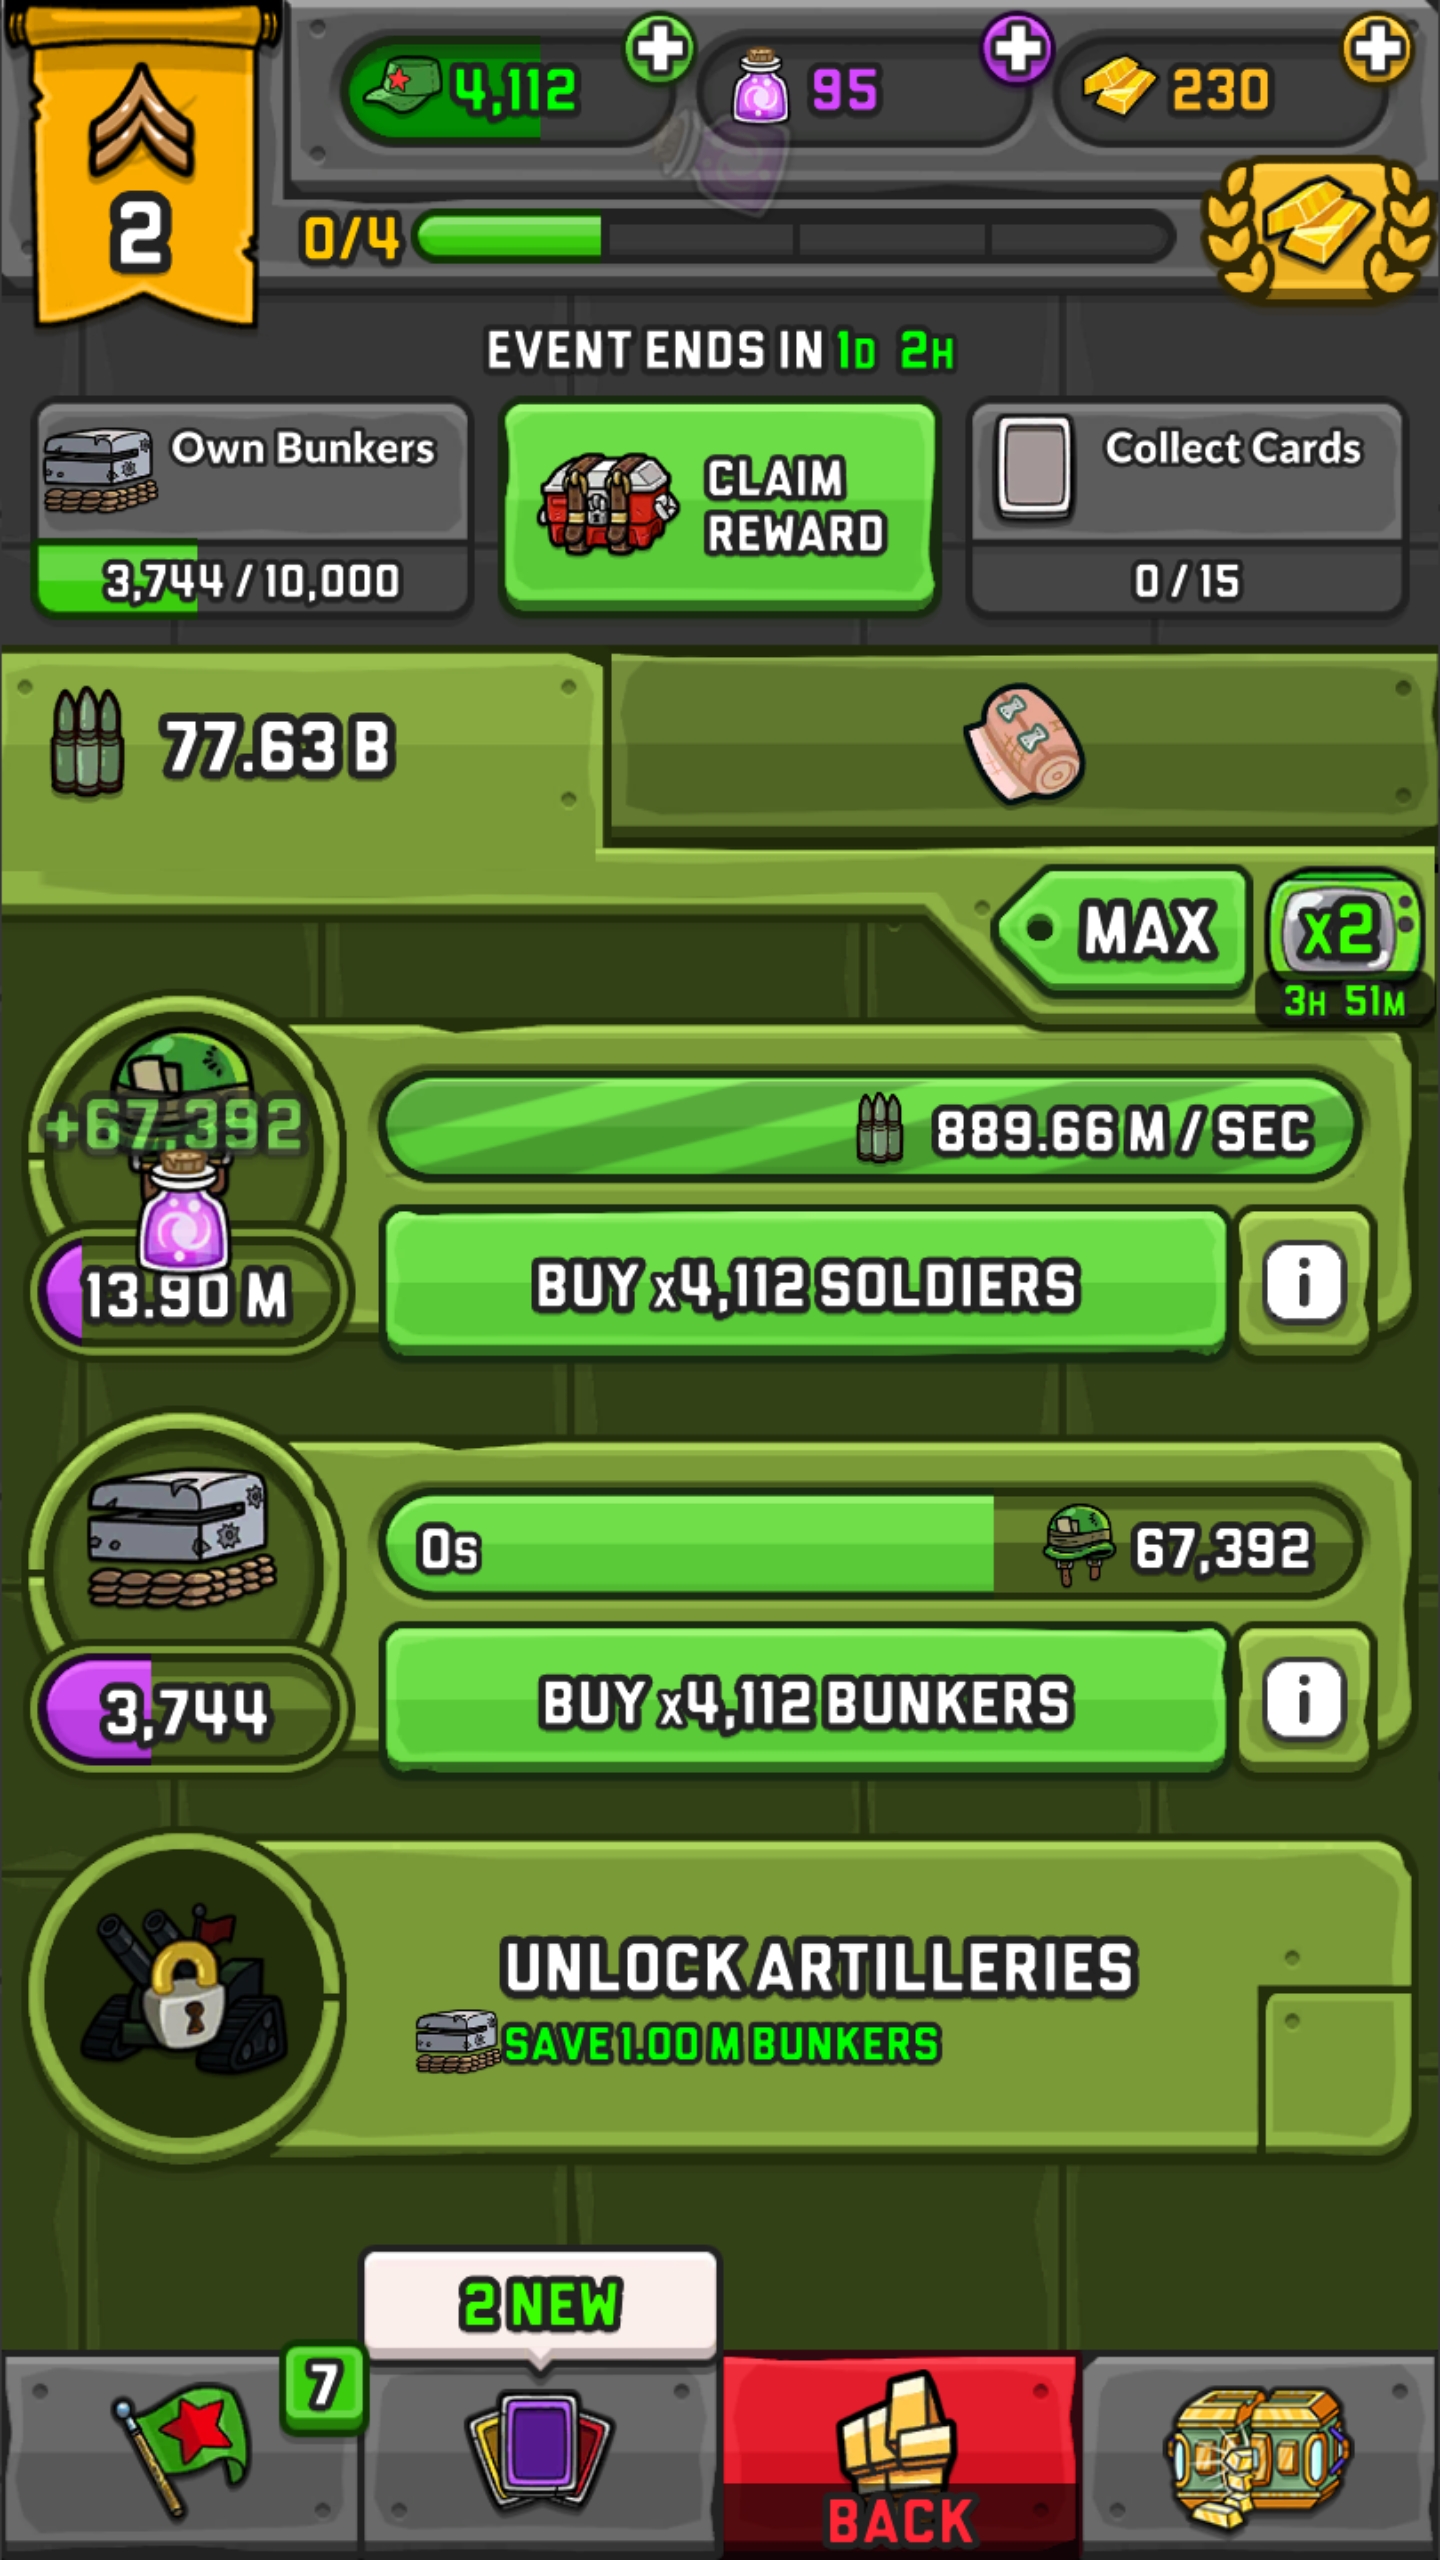 4,112
95
230
2
0/4
EVENT ENDS IN 1D 2H
Own Bunkers
3,744 / 10,000
CLAIM
REWARD
Collect Cards
0 / 15
77.63 B
MAX
x2
3H 51M
+67,392
889.66 M / SEC
13.90 M
BUY x4,112 SOLDIERS
i
0s
67,392
3,744
BUY x4,112 BUNKERS
i
UNLOCK ARTILLERIES
SAVE 1.00 M BUNKERS
2 NEW
7
BACK